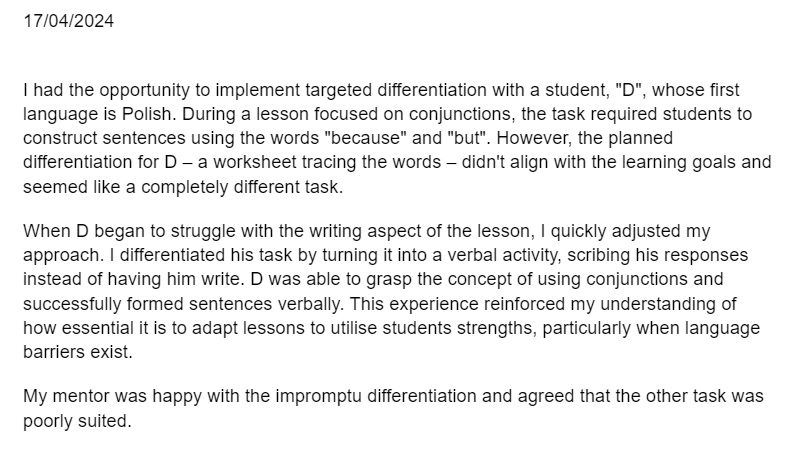 17/04/2024
I had the opportunity to implement targeted differentiation with a student, "D", whose first
language is Polish. During a lesson focused on conjunctions, the task required students to
construct sentences using the words "because" and "but". However, the planned
differentiation for D – a worksheet tracing the words – didn't align with the learning goals and
seemed like a completely different task.
When D began to struggle with the writing aspect of the lesson, I quickly adjusted my
approach. I differentiated his task by turning it into a verbal activity, scribing his responses
instead of having him write. D was able to grasp the concept of using conjunctions and
successfully formed sentences verbally. This experience reinforced my understanding of
how essential it is to adapt lessons to utilise students strengths, particularly when language
barriers exist.
My mentor was happy with the impromptu differentiation and agreed that the other task was
poorly suited.